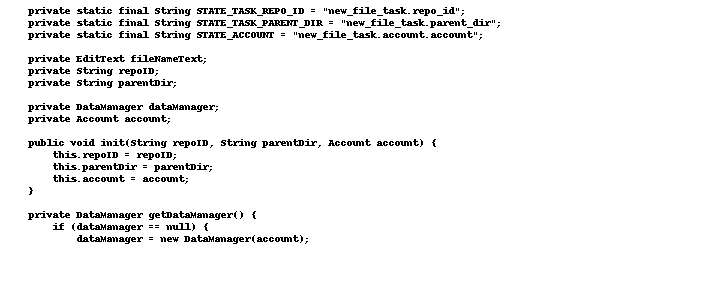 private static final String STATE_TASK_REPO_ID = "new_file_task.repo_id";
private static final String STATE_TASK_PARENT_DIR = "new_file_task.parent_dir";
private static final String STATE_ACCOUNT = "new_file_task.account.account";
private EditText fileNameText;
private String repoID;
private String parentDir;
private DataManager dataManager;
private Account account;
public void init(String repoID, String parentDir, Account account) {
this.repoID = repoID;
this.parentDir = parentDir;
this.account = account;
}
private DataManager getDataManager() {
if (dataManager == null) {
dataManager = new DataManager(account);